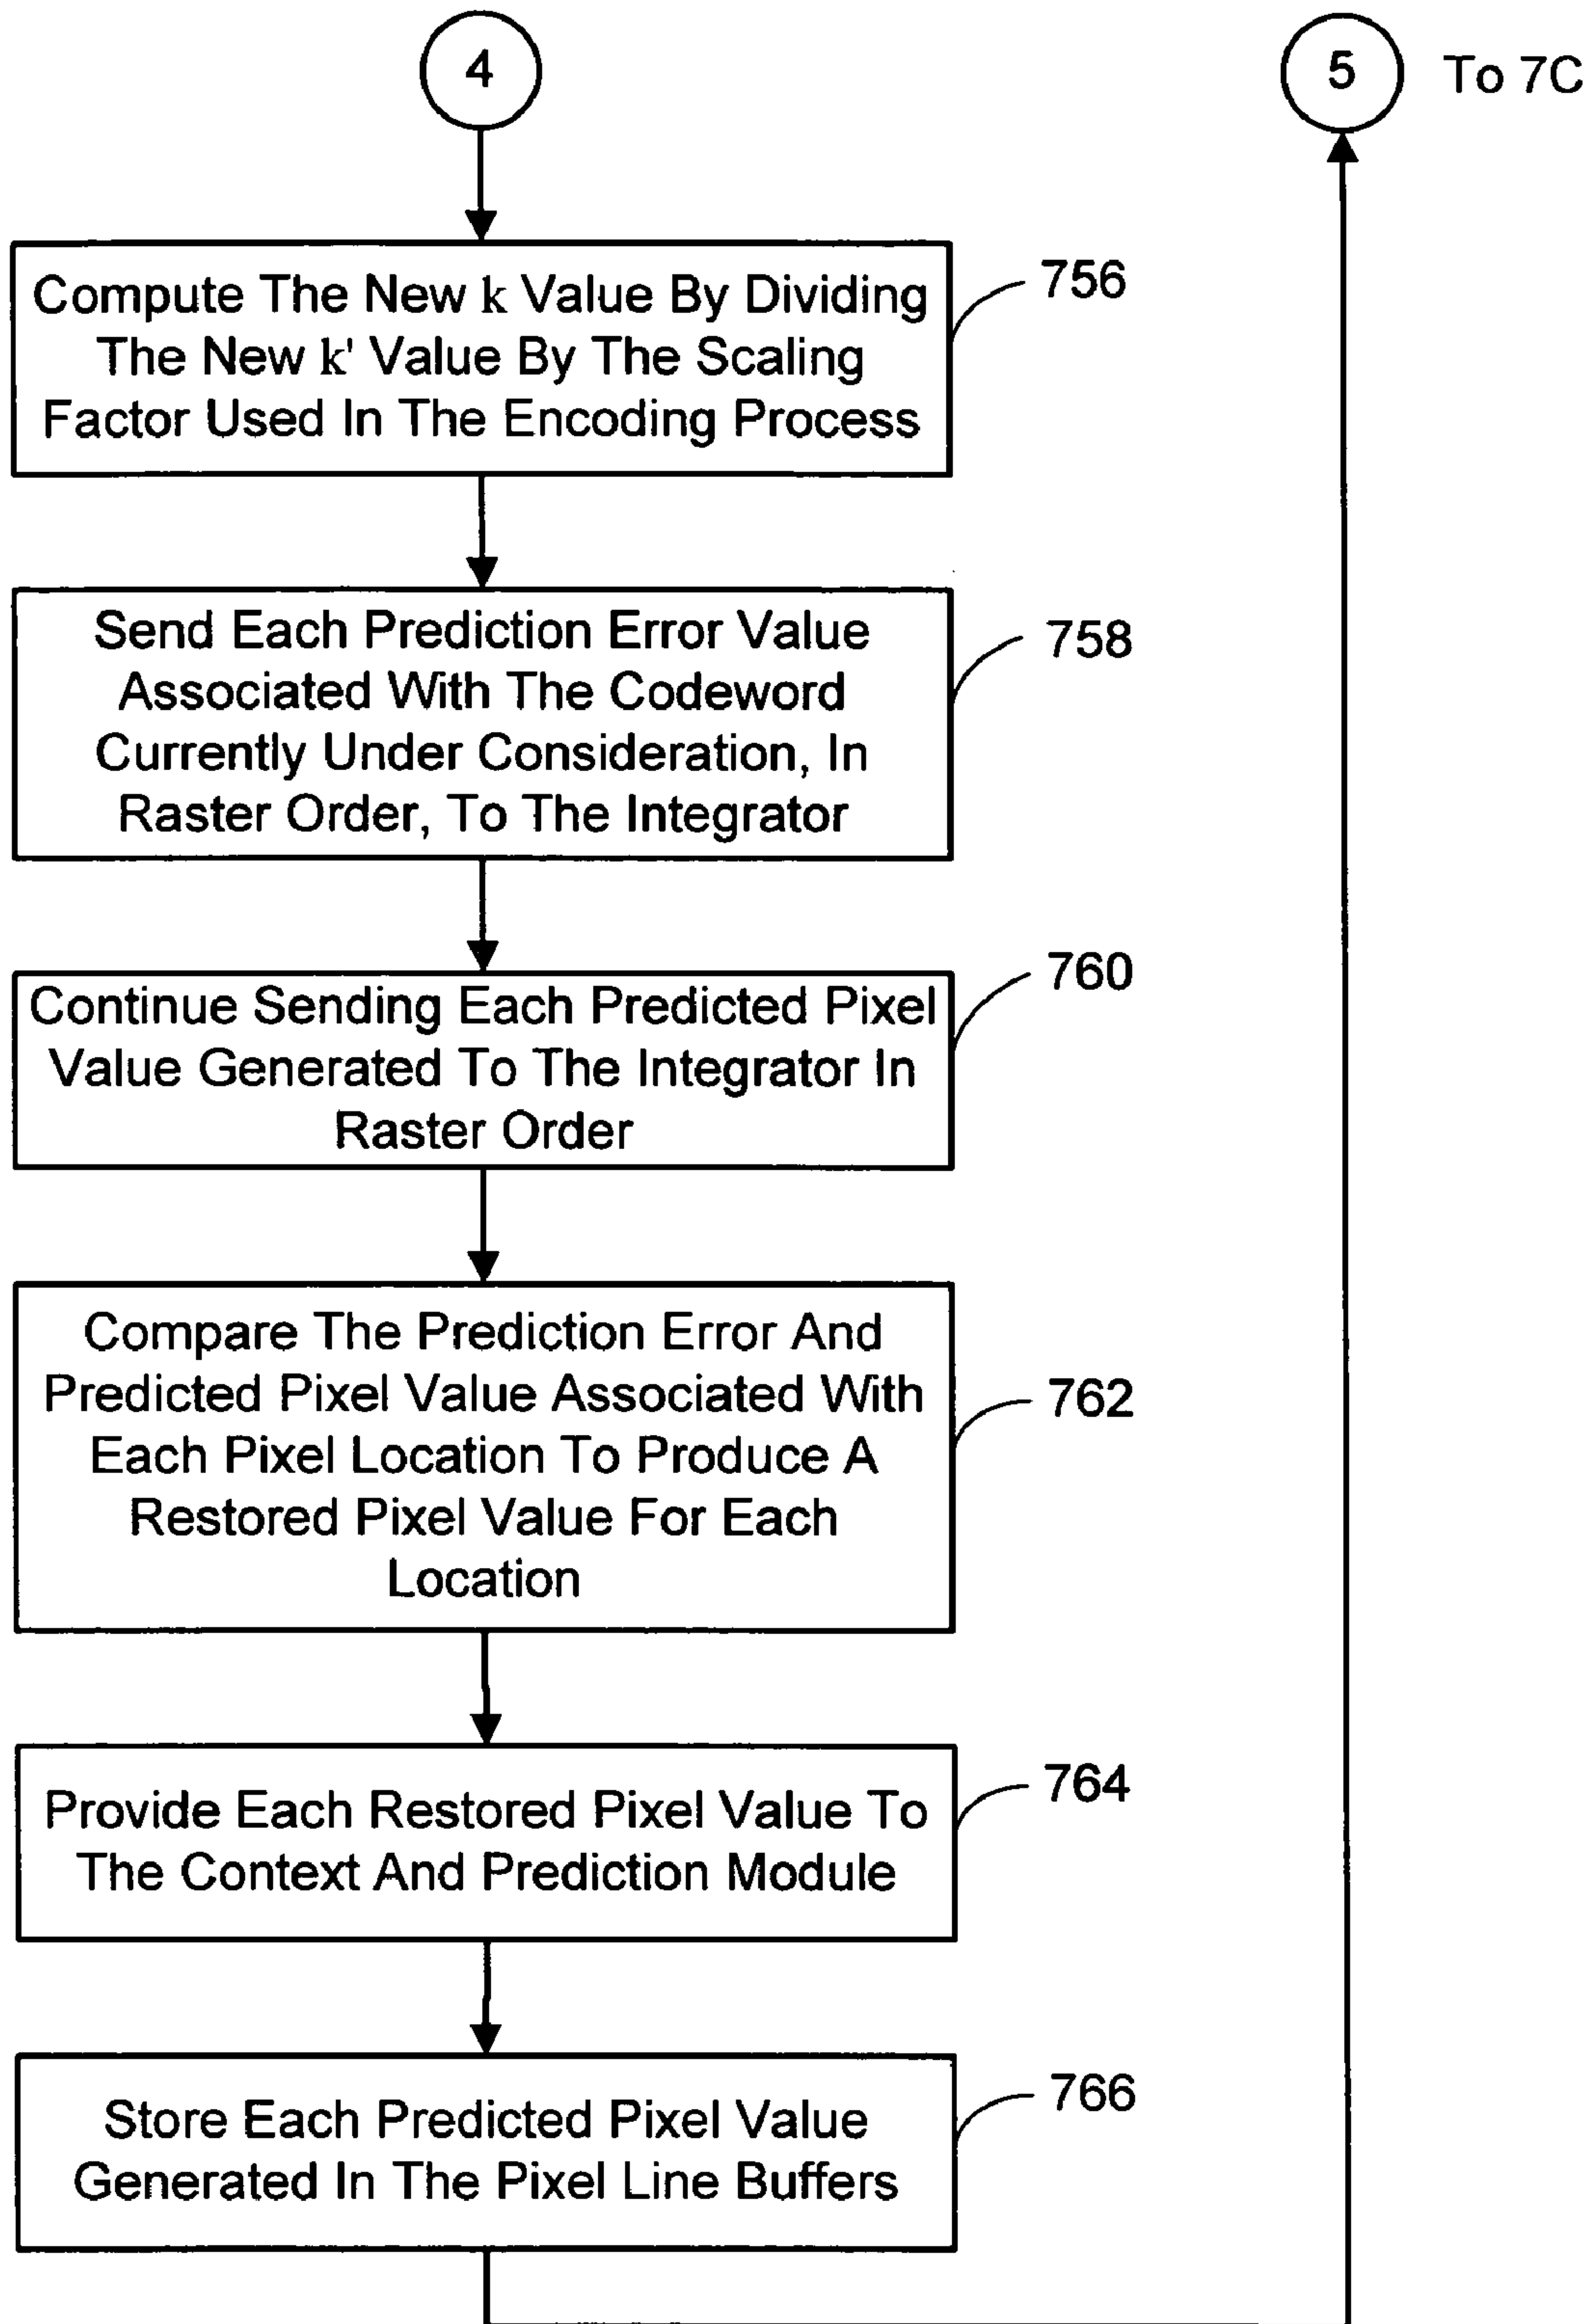 4
5 To 7C
Compute The New k Value By Dividing
The New k' Value By The Scaling
Factor Used In The Encoding Process
756
Send Each Prediction Error Value
Associated With The Codeword
Currently Under Consideration, In
Raster Order, To The Integrator
758
Continue Sending Each Predicted Pixel
Value Generated To The Integrator In
Raster Order
760
Compare The Prediction Error And
Predicted Pixel Value Associated With
Each Pixel Location To Produce A
Restored Pixel Value For Each
Location
762
Provide Each Restored Pixel Value To
The Context And Prediction Module
764
Store Each Predicted Pixel Value
Generated In The Pixel Line Buffers
766